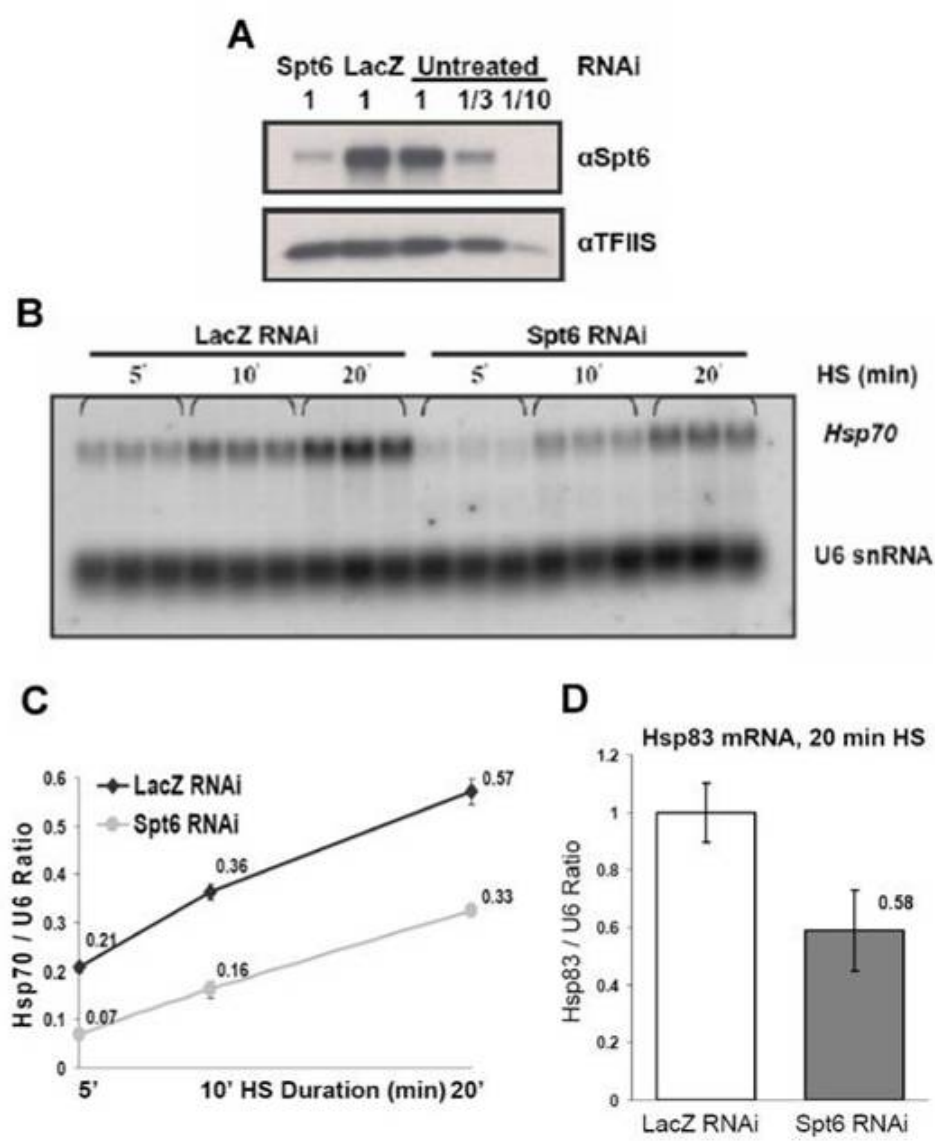 A
Spt6 LacZ Untreated RNAi
1 1 1 1/3 1/10
αSpt6
αTFIIS
B
LacZ RNAi Spt6 RNAi
5' 10' 20' 5' 10' 20' HS (min)
Hsp70
U6 snRNA
C
Hsp70 / U6 Ratio
0.6
0.5
0.4
0.3
0.2
0.1
0
LacZ RNAi
Spt6 RNAi
0.21
0.36
0.57
0.07
0.16
0.33
5' 10' HS Duration (min) 20'
D
Hsp83 mRNA, 20 min HS
Hsp83 / U6 Ratio
1.2
1
0.8
0.6
0.4
0.2
0
0.58
LacZ RNAi Spt6 RNAi